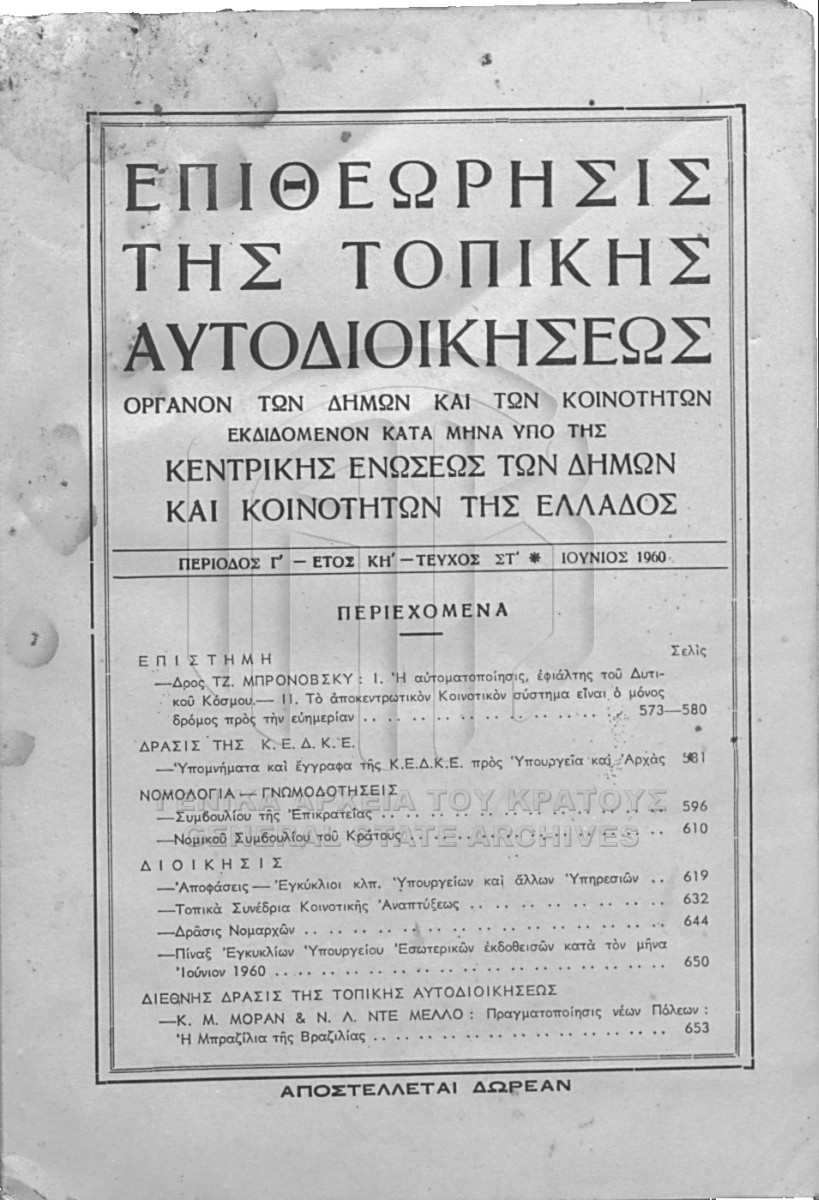 ΕΠΙΘΕΩΡΗΣΙΣ
ΤΗΣ ΤΟΠΙΚΗΣ
ΑΥΤΟΔΙΟΙΚΗΣΕΩΣ
ΟΡΓΑΝΟΝ ΤΩΝ ΔΗΜΩΝ ΚΑΙ ΤΩΝ ΚΟΙΝΟΤΗΤΩΝ
ΕΚΔΙΔΟΜΕΝΟΝ ΚΑΤΑ ΜΗΝΑ ΥΠΟ ΤΗΣ
ΚΕΝΤΡΙΚΗΣ ΕΝΩΣΕΩΣ ΤΩΝ ΔΗΜΩΝ
ΚΑΙ ΚΟΙΝΟΤΗΤΩΝ ΤΗΣ ΕΛΛΑΔΟΣ
ΠΕΡΙΟΔΟΣ Γ' – ΕΤΟΣ ΚΗ' – ΤΕΥΧΟΣ ΣΤ' * ΙΟΥΝΙΟΣ 1960
ΠΕΡΙΕΧΟΜΕΝΑ
Σελὶς
ΕΠΙΣΤΗΜΗ
—Δρος ΤΖ. ΜΠΡΟΝΟΒΣΚΥ : Ι. Ἡ αὐτοματοποίησις, ἐφιάλτης τοῦ Δυτι-
κοῦ Κόσμου.— ΙΙ. Τὸ ἀποκεντρωτικὸν Κοινοτικὸν σύστημα εἶναι ὁ μόνος
δρόμος πρὸς τὴν εὐημερίαν . . . . . . . . . . . . . . . . 573—580
ΔΡΑΣΙΣ ΤΗΣ Κ.Ε.Δ.Κ.Ε.
—Ὑπομνήματα καὶ ἔγγραφα τῆς Κ.Ε.Δ.Κ.Ε. πρὸς Ὑπουργεῖα καὶ Ἀρχὰς 581
ΝΟΜΟΛΟΓΙΑ — ΓΝΩΜΟΔΟΤΗΣΕΙΣ
ΓΕΝΙΚΑ ΑΡΧΕΙΑ ΤΟΥ ΚΡΑΤΟΥΣ
—Συμβουλίου τῆς Ἐπικρατείας . . . . . . . . . . . . . . . . 596
GENERAL STATE ARCHIVES
—Νομικοῦ Συμβουλίου τοῦ Κράτους . . . . . . . . . . . . . . . . 610
ΔΙΟΙΚΗΣΙΣ
—Ἀποφάσεις — Ἐγκύκλιοι κλπ. Ὑπουργείων καὶ ἄλλων Ὑπηρεσιῶν . . 619
—Τοπικὰ Συνέδρια Κοινοτικῆς Ἀναπτύξεως . . . . . . . . . . . . 632
—Δρᾶσις Νομαρχῶν . . . . . . . . . . . . . . . . . . . . 644
—Πίναξ Ἐγκυκλίων Ὑπουργείου Ἐσωτερικῶν ἐκδοθεισῶν κατὰ τὸν μῆνα
Ἰούνιον 1960 . . . . . . . . . . . . . . . . . . . . . . 650
ΔΙΕΘΝΗΣ ΔΡΑΣΙΣ ΤΗΣ ΤΟΠΙΚΗΣ ΑΥΤΟΔΙΟΙΚΗΣΕΩΣ
—Κ. Μ. ΜΟΡΑΝ & Ν. Λ. ΝΤΕ ΜΕΛΛΟ : Πραγματοποίησις νέων Πόλεων :
Ἡ Μπραζίλια τῆς Βραζιλίας . . . . . . . . . . . . . . . . . . 653
ΑΠΟΣΤΕΛΛΕΤΑΙ ΔΩΡΕΑΝ